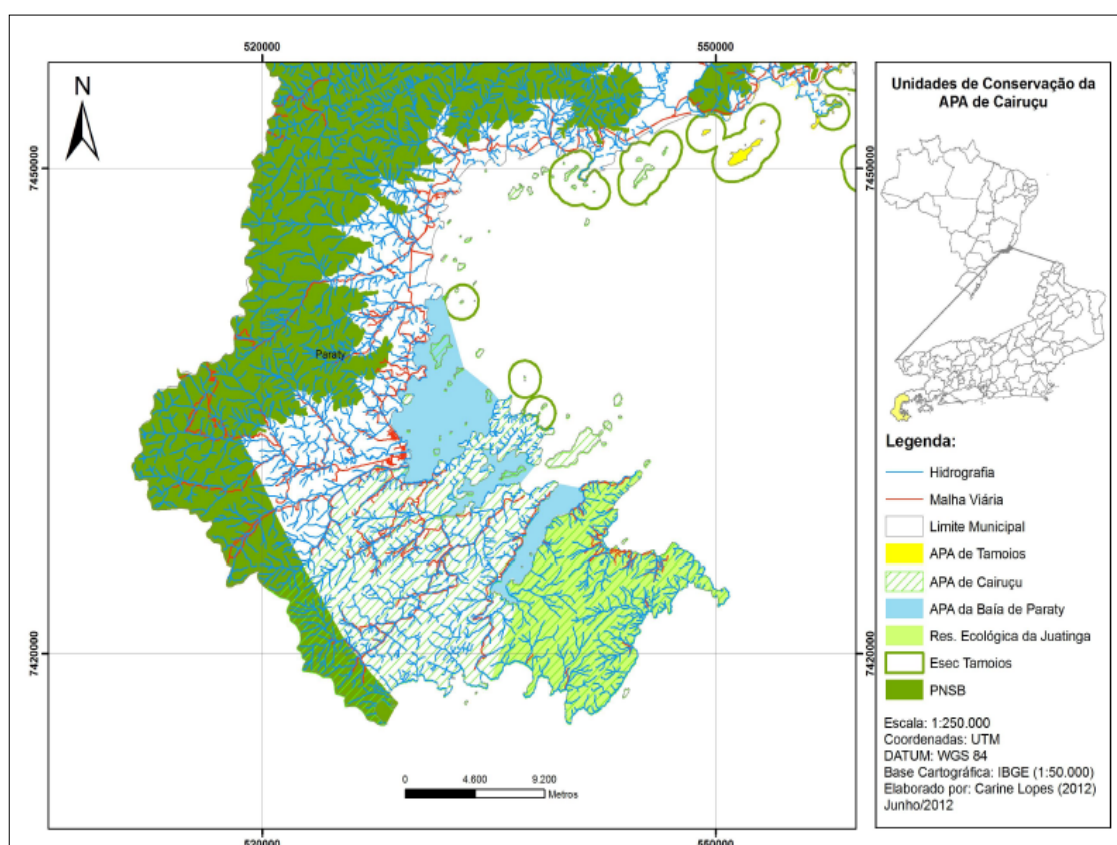 520000
550000
N
7450000
7450000
Paraty
7420000
7420000
0
4.600
9.200
Metros
520000
550000
Unidades de Conservação da
APA de Cairuçu
Legenda:
Hidrografia
Malha Viária
Limite Municipal
APA de Tamoios
APA de Cairuçu
APA da Baía de Paraty
Res. Ecológica da Juatinga
Esec Tamoios
PNSB
Escala: 1:250.000
Coordenadas: UTM
DATUM: WGS 84
Base Cartográfica: IBGE (1:50.000)
Elaborado por: Carine Lopes (2012)
Junho/2012